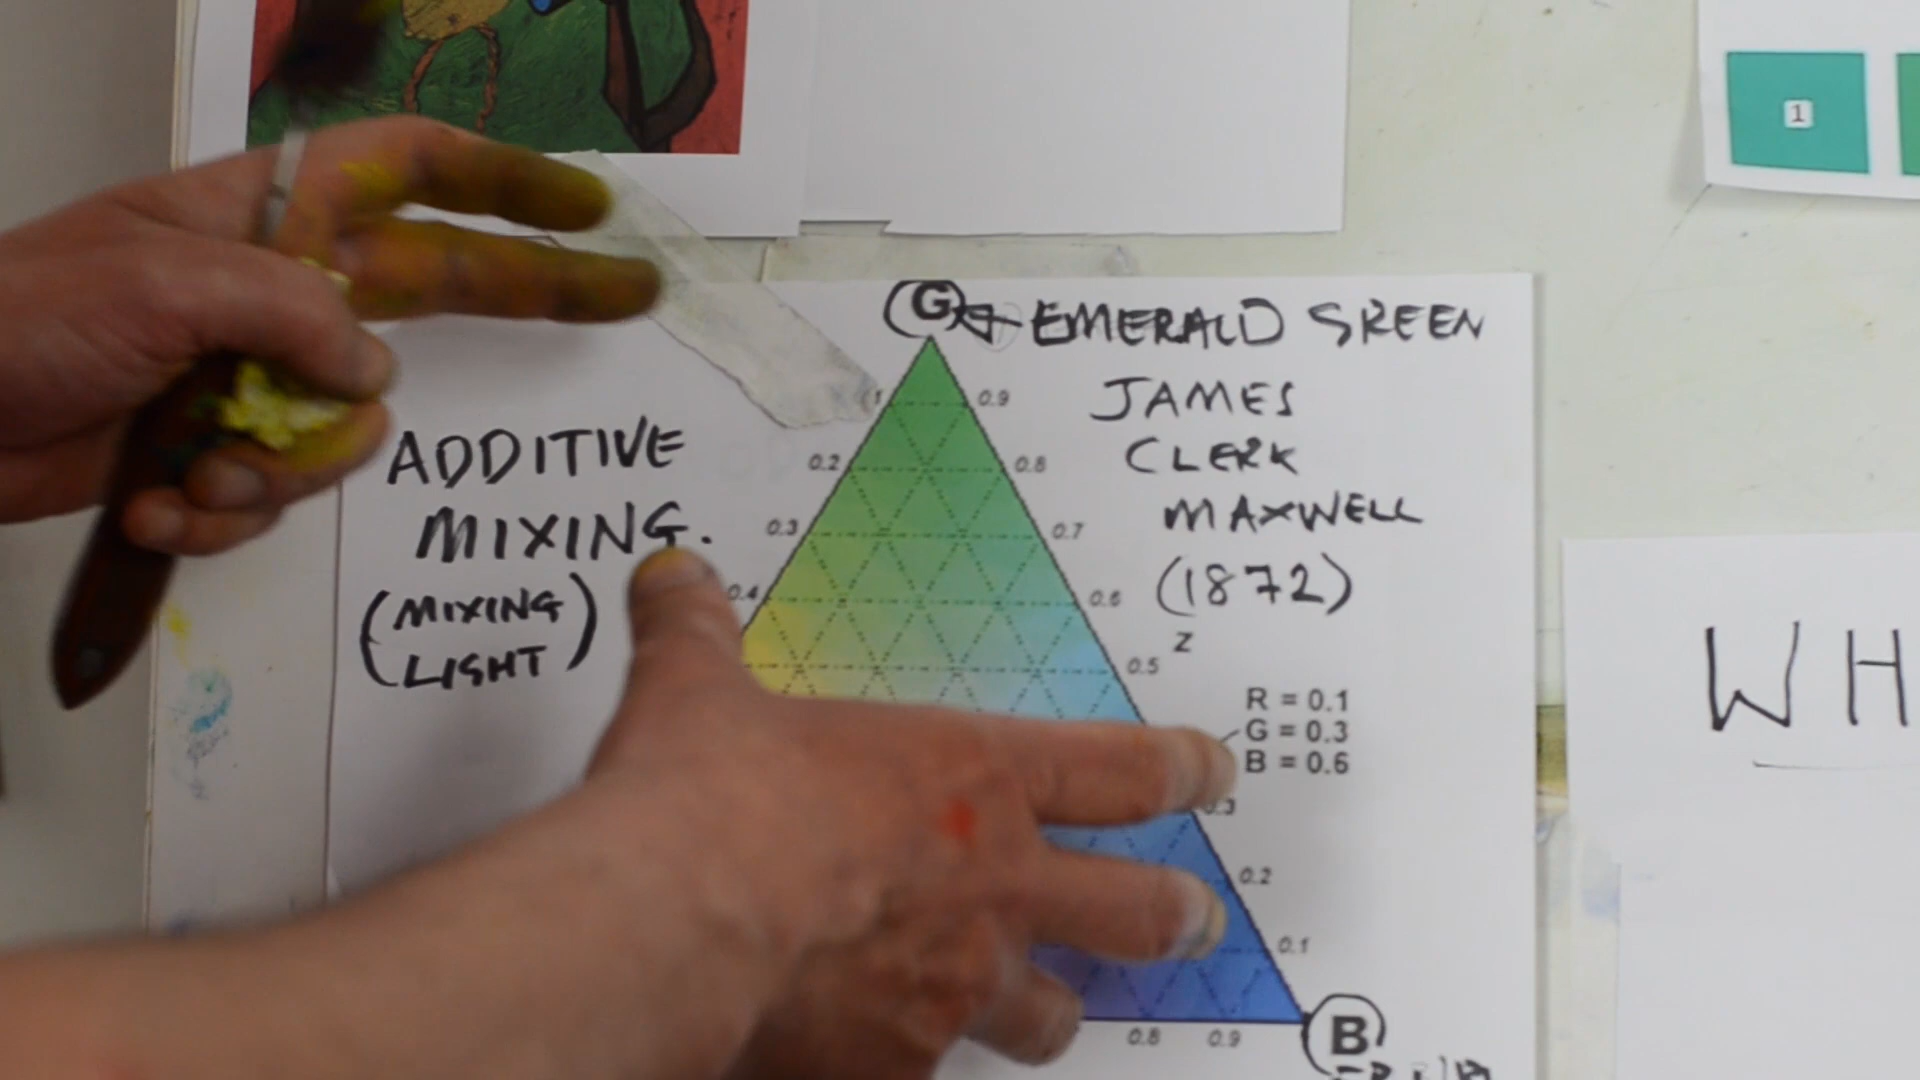 1
G EMERALD SREEN
JAMES
CLERK
MAXWELL
(1872)
ADDITIVE
MIXING.
(MIXING
LIGHT)
0.9
0.2
0.8
0.3
0.7
0.4
0.6
Z
0.5
R = 0.1
G = 0.3
B = 0.6
0.2
0.1
0.8 0.9
B
WH